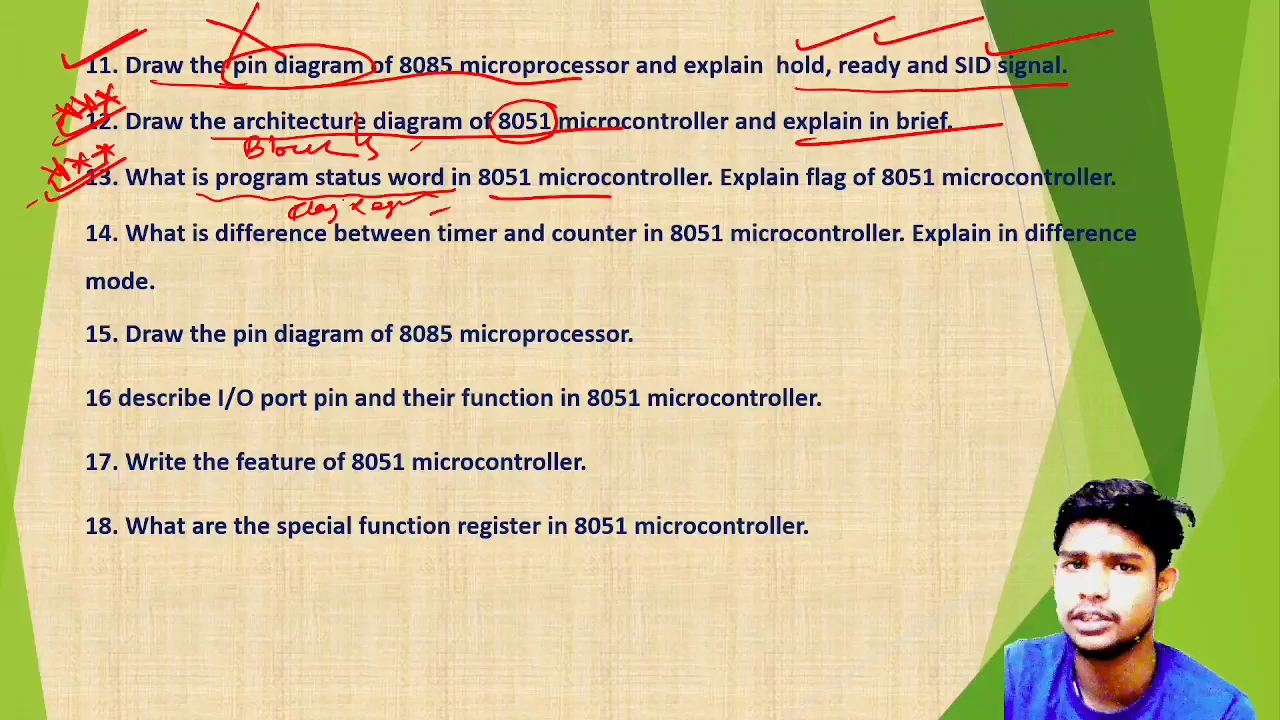 11. Draw the pin diagram of 8085 microprocessor and explain hold, ready and SID signal.
12. Draw the architecture diagram of 8051 microcontroller and explain in brief.
13. What is program status word in 8051 microcontroller. Explain flag of 8051 microcontroller.
14. What is difference between timer and counter in 8051 microcontroller. Explain in difference
mode.
15. Draw the pin diagram of 8085 microprocessor.
16 describe I/O port pin and their function in 8051 microcontroller.
17. Write the feature of 8051 microcontroller.
18. What are the special function register in 8051 microcontroller.